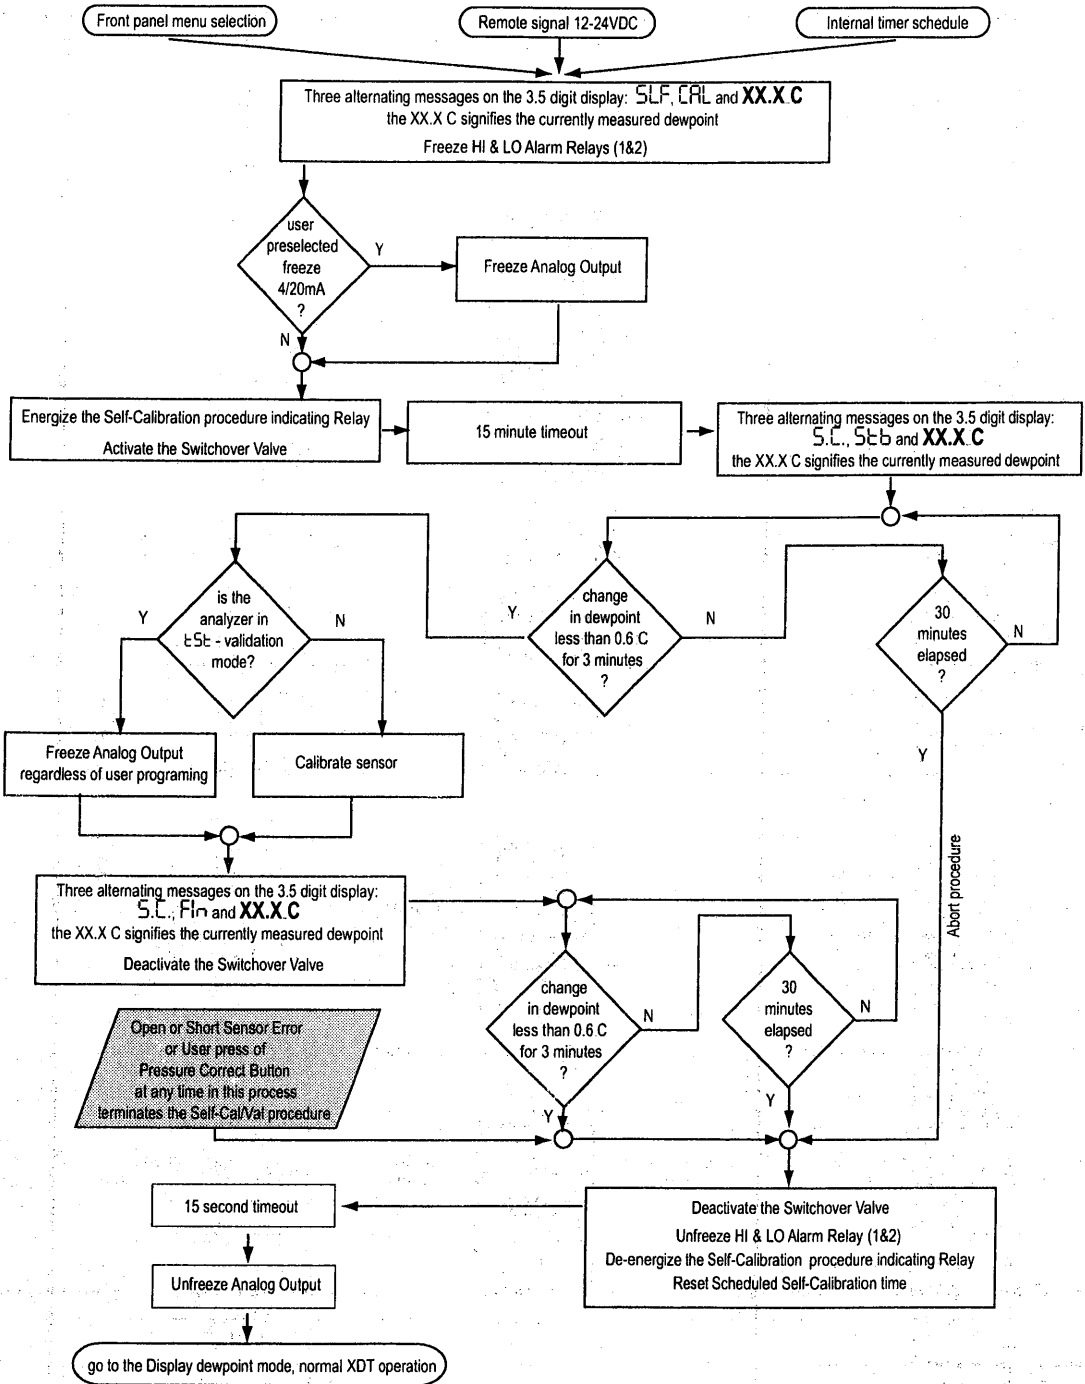 Front panel menu selection
Remote signal 12-24VDC
Internal timer schedule
Three alternating messages on the 3.5 digit display: SLF, CAL and XX.X C
the XX.X C signifies the currently measured dewpoint
Freeze HI & LO Alarm Relays (1&2)
user
preselected
freeze
4/20mA
?
Y
N
Freeze Analog Output
Energize the Self-Calibration procedure indicating Relay
Activate the Switchover Valve
15 minute timeout
Three alternating messages on the 3.5 digit display:
S.C., Stb and XX.X C
the XX.X C signifies the currently measured dewpoint
change
in dewpoint
less than 0.6 C
for 3 minutes
?
Y
N
30
minutes
elapsed
?
N
Y
Abort procedure
is the
analyzer in
tSt - validation
mode?
Y
N
Freeze Analog Output
regardless of user programing
Calibrate sensor
Three alternating messages on the 3.5 digit display:
S.C., FIn and XX.X C
the XX.X C signifies the currently measured dewpoint
Deactivate the Switchover Valve
change
in dewpoint
less than 0.6 C
for 3 minutes
?
N
Y
30
minutes
elapsed
?
N
Y
Open or Short Sensor Error
or User press of
Pressure Correct Button
at any time in this process
terminates the Self-Cal/Val procedure
Deactivate the Switchover Valve
Unfreeze HI & LO Alarm Relay (1&2)
De-energize the Self-Calibration procedure indicating Relay
Reset Scheduled Self-Calibration time
15 second timeout
Unfreeze Analog Output
go to the Display dewpoint mode, normal XDT operation